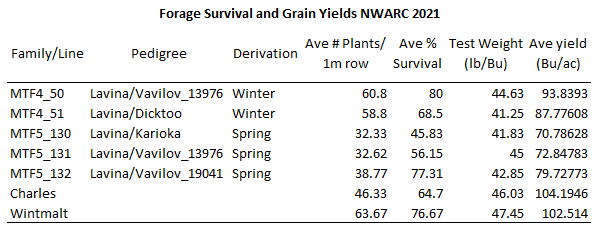 Forage Survival and Grain Yields NWARC 2021
Ave # Plants/ Ave % Test Weight Ave yield
Family/Line Pedigree Derivation 1m row Survival (lb/Bu) (Bu/ac)
MTF4_50 Lavina/Vavilov_13976 Winter 60.8 80 44.63 93.8393
MTF4_51 Lavina/Dicktoo Winter 58.8 68.5 41.25 87.77608
MTF5_130 Lavina/Karioka Spring 32.33 45.83 41.83 70.78628
MTF5_131 Lavina/Vavilov_13976 Spring 32.62 56.15 45 72.84783
MTF5_132 Lavina/Vavilov_19041 Spring 38.77 77.31 42.85 79.72773
Charles 46.33 64.7 46.03 104.1946
Wintmalt 63.67 76.67 47.45 102.514